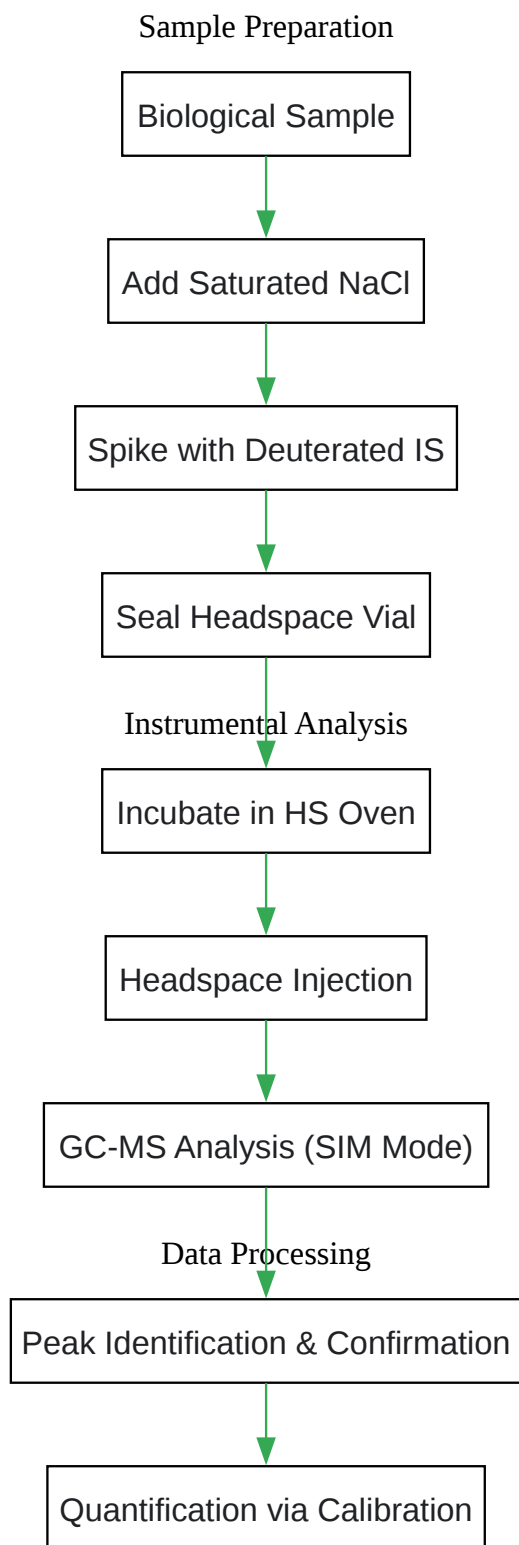 Sample Preparation
Biological Sample
Add Saturated NaCl
Spike with Deuterated IS
Seal Headspace Vial
Instrumental Analysis
Incubate in HS Oven
Headspace Injection
GC-MS Analysis (SIM Mode)
Data Processing
Peak Identification & Confirmation
Quantification via Calibration